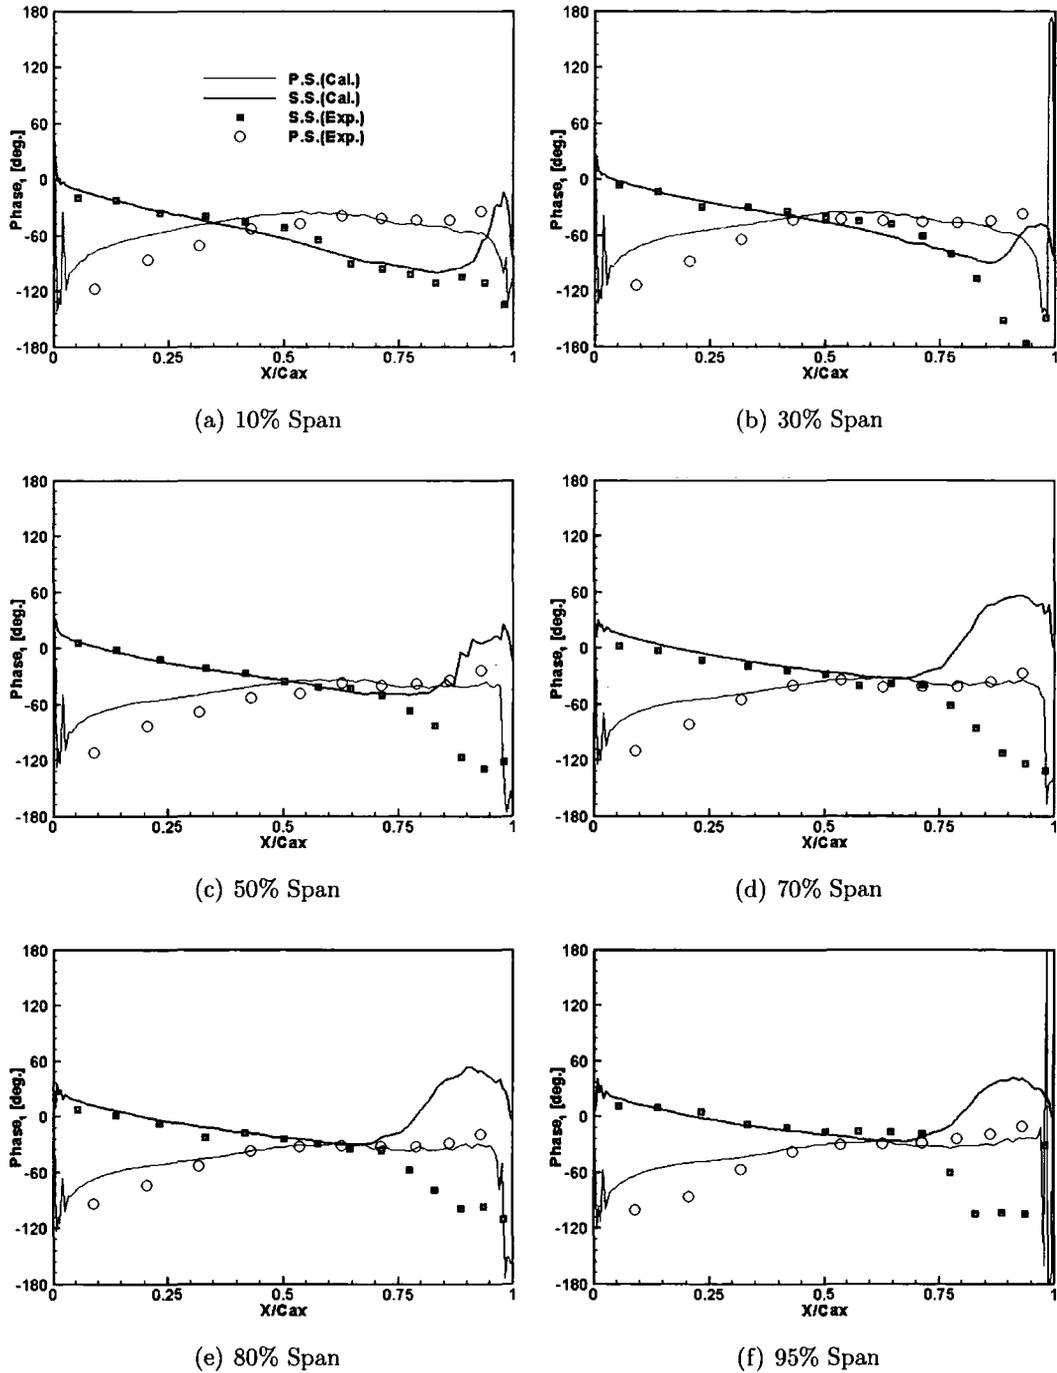 180
120
60
0
-60
-120
-180
Phase₁ [deg.]
P.S.(Cal.)
S.S.(Cal.)
S.S.(Exp.)
P.S.(Exp.)
0 0.25 0.5 0.75 1
X/Cax
(a) 10% Span
180
120
60
0
-60
-120
-180
Phase₁ [deg.]
0 0.25 0.5 0.75 1
X/Cax
(b) 30% Span
180
120
60
0
-60
-120
-180
Phase₁ [deg.]
0 0.25 0.5 0.75 1
X/Cax
(c) 50% Span
180
120
60
0
-60
-120
-180
Phase₁ [deg.]
0 0.25 0.5 0.75 1
X/Cax
(d) 70% Span
180
120
60
0
-60
-120
-180
Phase₁ [deg.]
0 0.25 0.5 0.75 1
X/Cax
(e) 80% Span
180
120
60
0
-60
-120
-180
Phase₁ [deg.]
0 0.25 0.5 0.75 1
X/Cax
(f) 95% Span